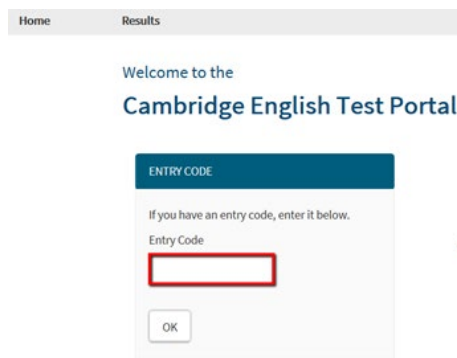 Home Results
Welcome to the
Cambridge English Test Portal
ENTRY CODE
If you have an entry code, enter it below.
Entry Code
OK